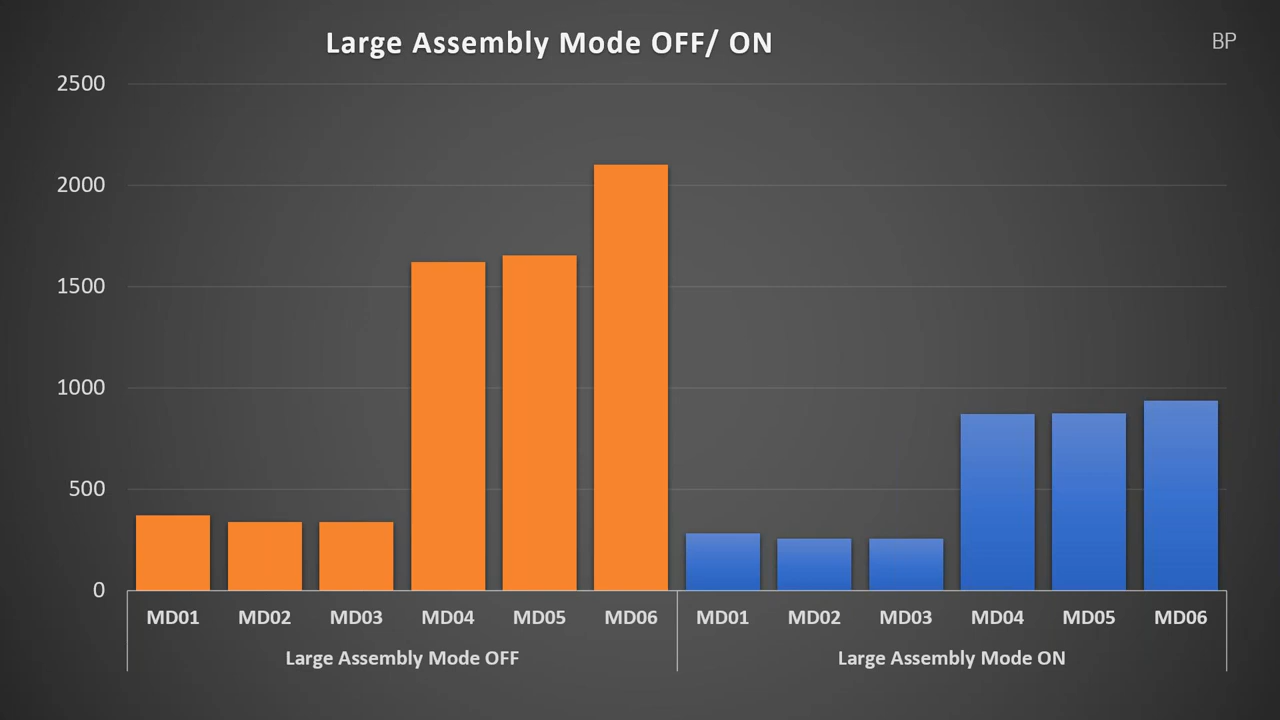 Large Assembly Mode OFF/ ON
BP
2500
2000
1500
1000
500
0
MD01 MD02 MD03 MD04 MD05 MD06 MD01 MD02 MD03 MD04 MD05 MD06
Large Assembly Mode OFF Large Assembly Mode ON